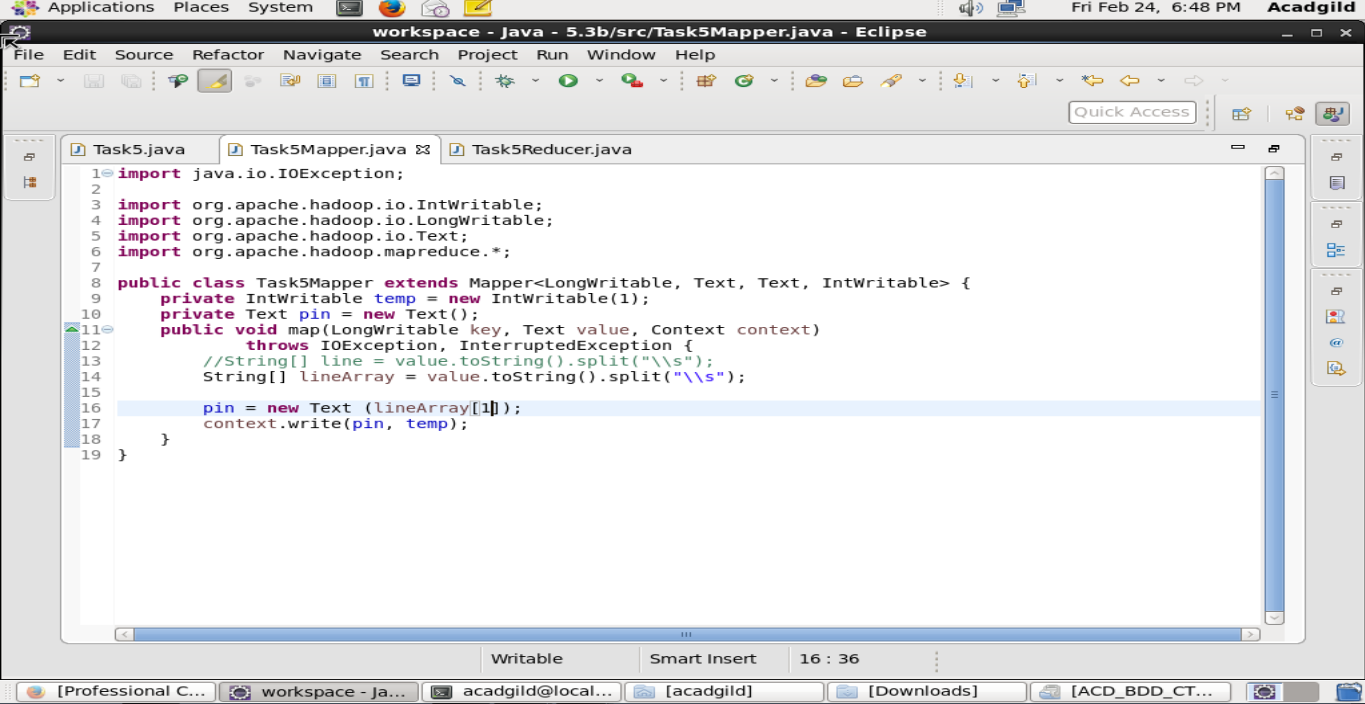 Applications Places System Fri Feb 24, 6:48 PM Acadgild
workspace - Java - 5.3b/src/Task5Mapper.java - Eclipse
File Edit Source Refactor Navigate Search Project Run Window Help
Quick Access
Task5.java Task5Mapper.java Task5Reducer.java
1 import java.io.IOException;
2
3 import org.apache.hadoop.io.IntWritable;
4 import org.apache.hadoop.io.LongWritable;
5 import org.apache.hadoop.io.Text;
6 import org.apache.hadoop.mapreduce.*;
7
8 public class Task5Mapper extends Mapper<LongWritable, Text, Text, IntWritable> {
9     private IntWritable temp = new IntWritable(1);
10     private Text pin = new Text();
11     public void map(LongWritable key, Text value, Context context)
12             throws IOException, InterruptedException {
13         //String[] line = value.toString().split("\\s");
14         String[] lineArray = value.toString().split("\\s");
15
16         pin = new Text (lineArray[1]);
17         context.write(pin, temp);
18     }
19 }
Writable Smart Insert 16 : 36
[Professional C... workspace - Ja... acadgild@local... [acadgild] [Downloads] [ACD_BDD_CT...